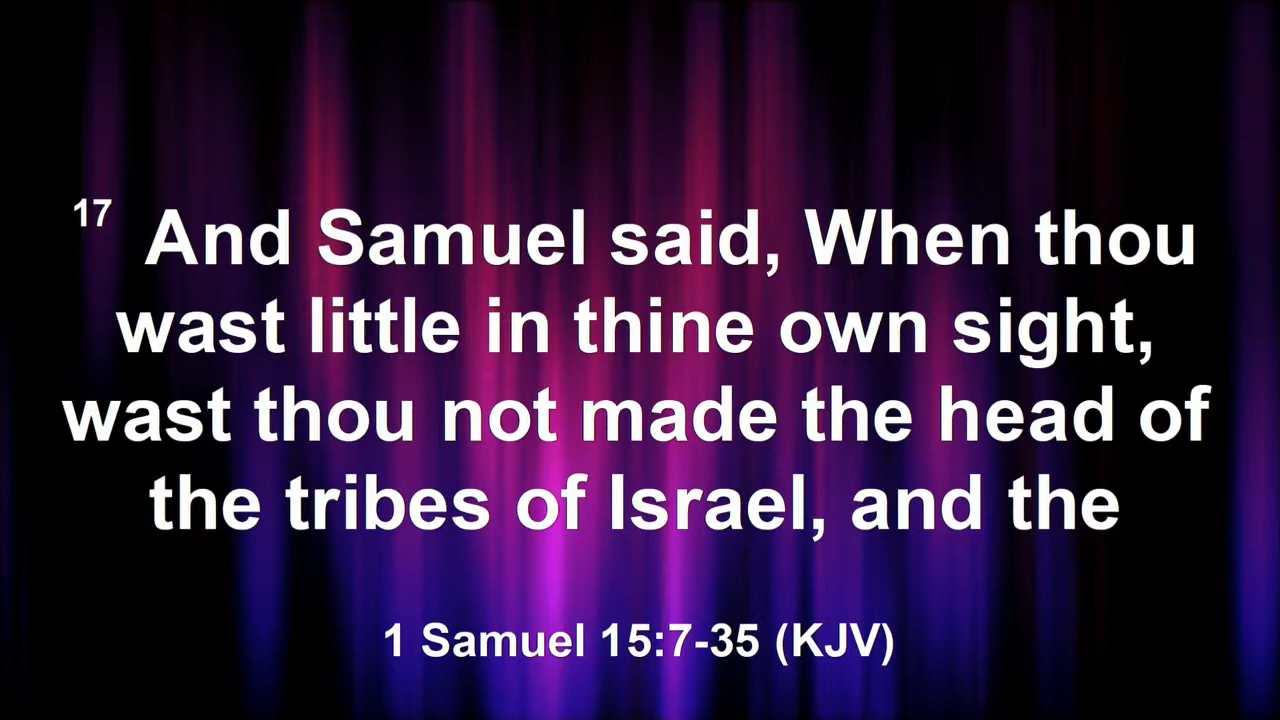 17 And Samuel said, When thou
wast little in thine own sight,
wast thou not made the head of
the tribes of Israel, and the
1 Samuel 15:7-35 (KJV)